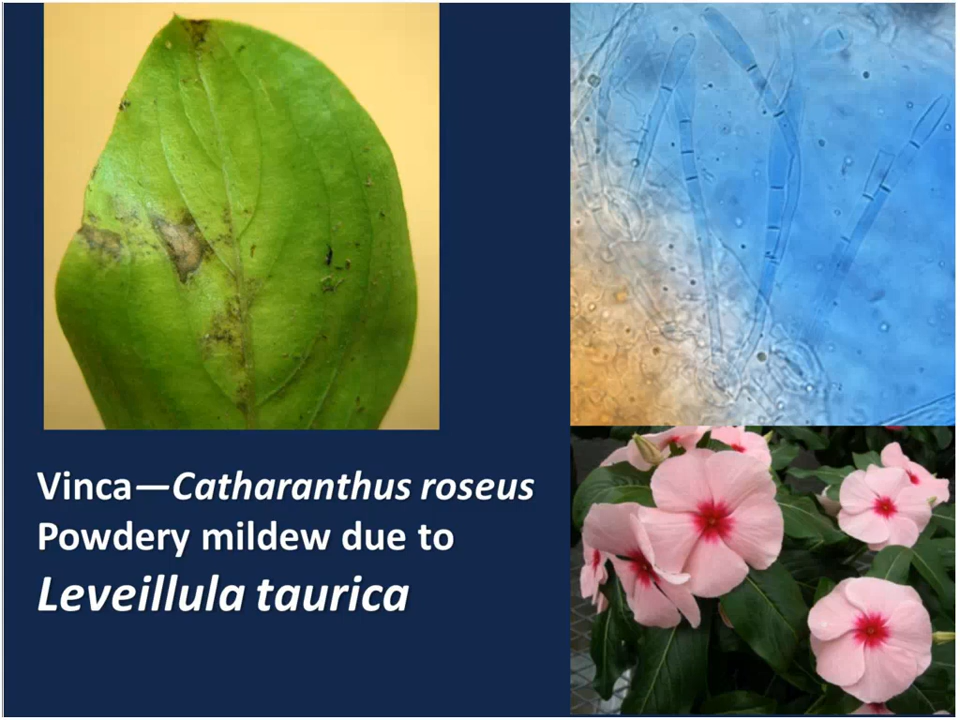 Vinca—Catharanthus roseus
Powdery mildew due to
Leveillula taurica